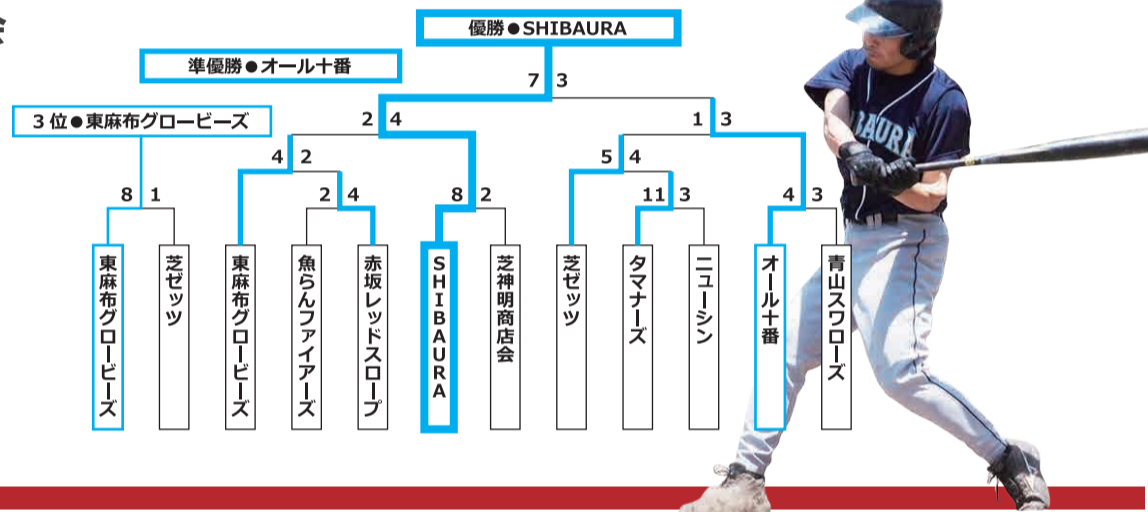 優勝●SHIBAURA
準優勝●オール十番
7 3
3位●東麻布グロービーズ
2 4
1 3
4 2
5 4
8 1
2 4
8 2
11 3
4 3
東麻布グロービーズ
芝ゼッツ
東麻布グロービーズ
魚らんファイアーズ
赤坂レッドスロープ
SHIBAURA
芝神明商店会
芝ゼッツ
タマナーズ
ニューシン
オール十番
青山スワローズ